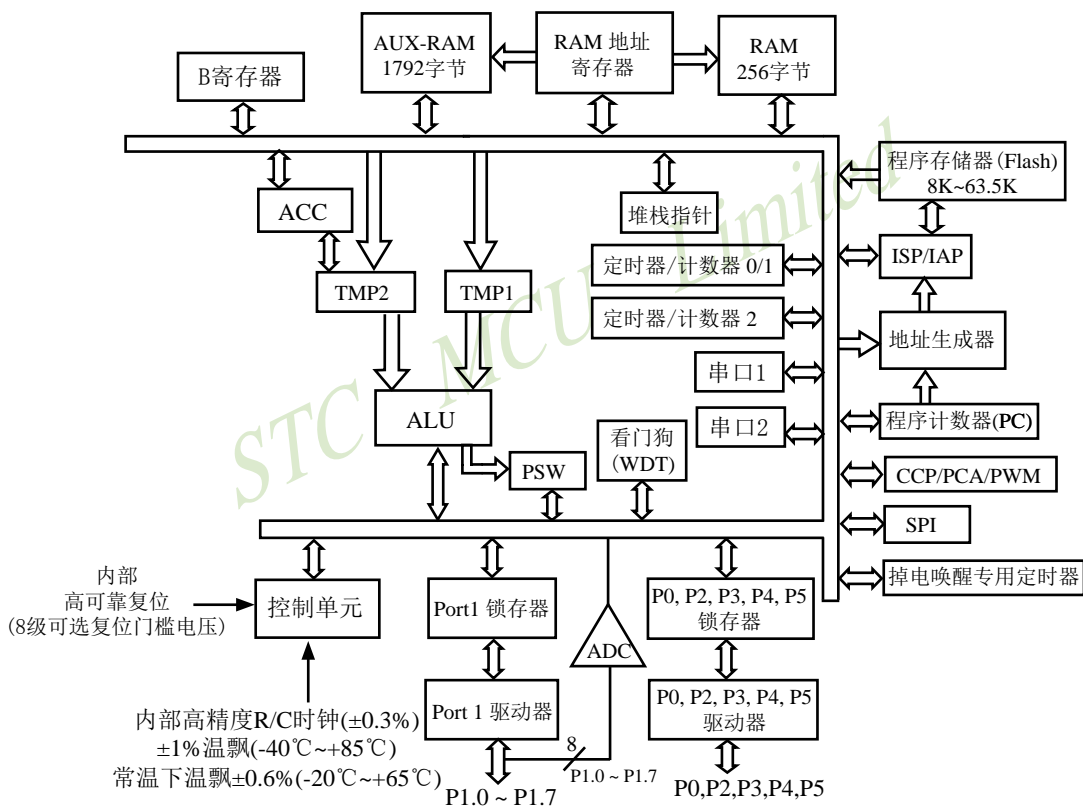 B寄存器
AUX-RAM
1792字节
RAM 地址
寄存器
RAM
256字节
程序存储器(Flash)
8K~63.5K
ACC
堆栈指针
ISP/IAP
定时器/计数器 0/1
TMP2
TMP1
定时器/计数器 2
地址生成器
串口1
ALU
串口2
程序计数器(PC)
看门狗
(WDT)
PSW
CCP/PCA/PWM
SPI
掉电唤醒专用定时器
内部
高可靠复位
(8级可选复位门槛电压)
控制单元
Port1 锁存器
ADC
P0, P2, P3, P4, P5
锁存器
内部高精度R/C时钟(±0.3%)
±1%温飘(-40℃~+85℃)
常温下温飘±0.6%(-20℃~+65℃)
Port 1 驱动器
P0, P2, P3, P4, P5
驱动器
8
P1.0 ~ P1.7
P1.0 ~ P1.7
P0,P2,P3,P4,P5
STC MCU Limited